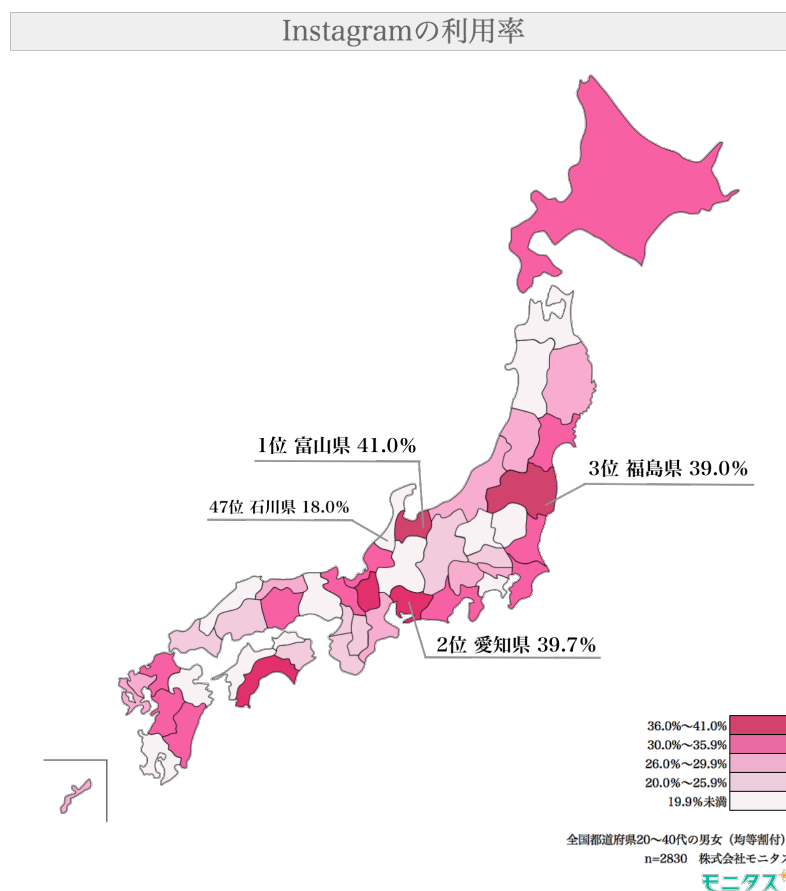 Instagramの利用率
1位 富山県 41.0%
3位 福島県 39.0%
47位 石川県 18.0%
2位 愛知県 39.7%
36.0%〜41.0%
30.0%〜35.9%
26.0%〜29.9%
20.0%〜25.9%
19.9%未満
全国都道府県20〜40代の男女（均等割付）
n=2830 株式会社モニタス
モニタス